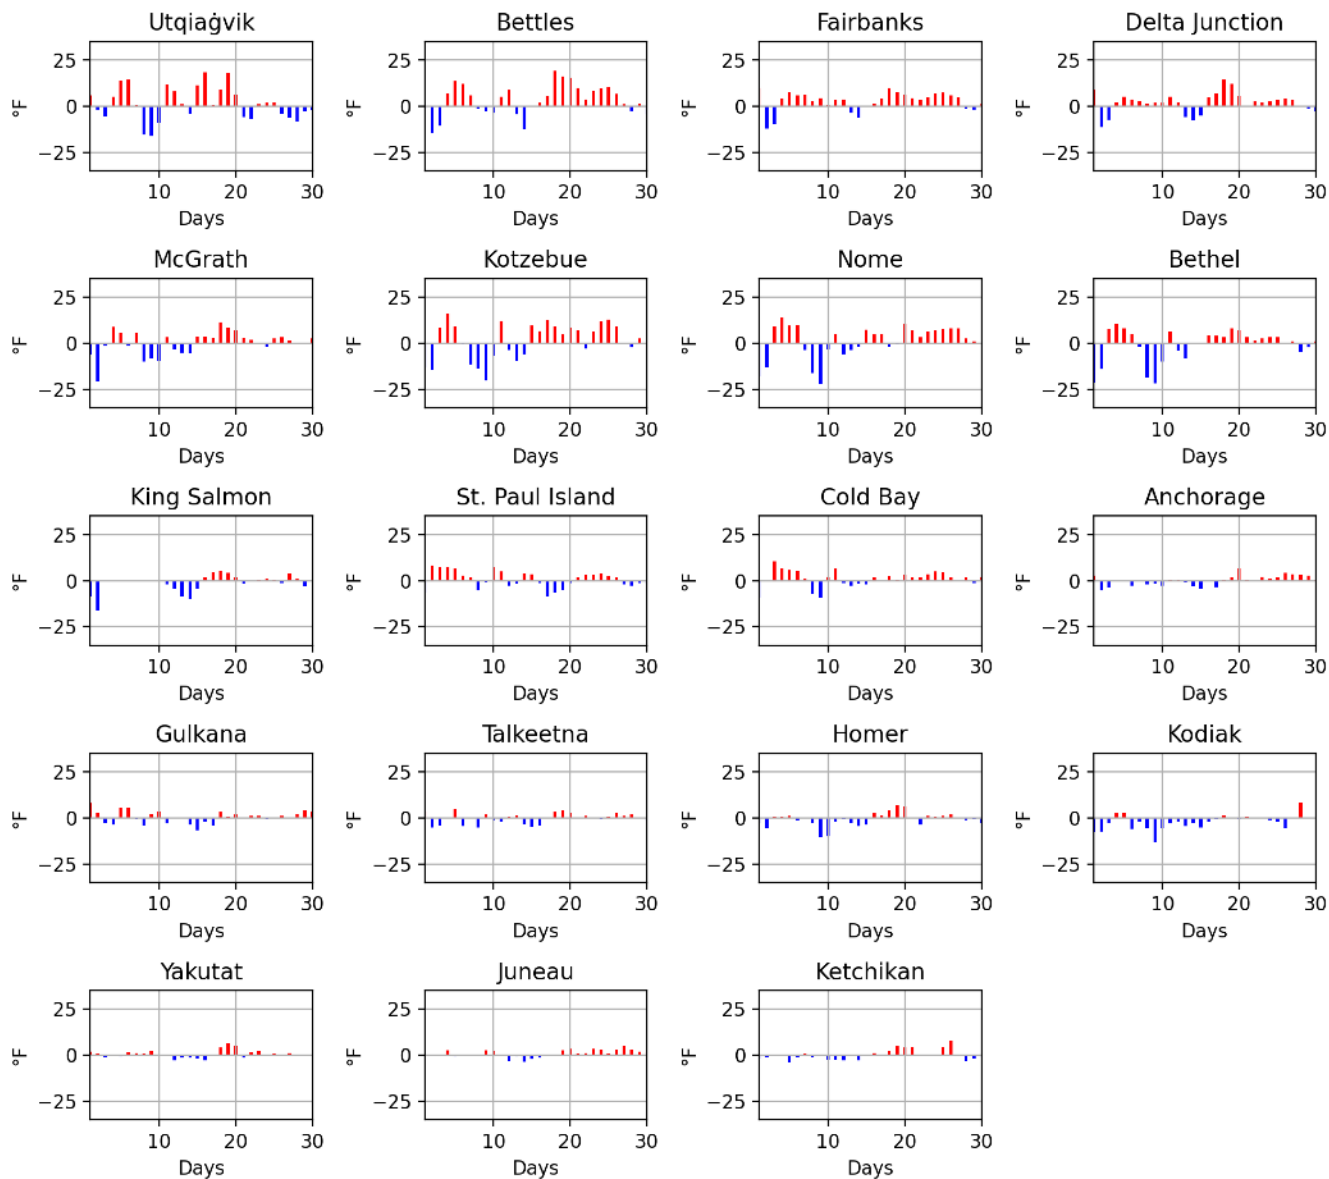 Utqiaġvik Bettles Fairbanks Delta Junction
°F 25 0 −25 °F 25 0 −25 °F 25 0 −25 °F 25 0 −25
10 20 30 10 20 30 10 20 30 10 20 30
Days Days Days Days
McGrath Kotzebue Nome Bethel
°F 25 0 −25 °F 25 0 −25 °F 25 0 −25 °F 25 0 −25
10 20 30 10 20 30 10 20 30 10 20 30
Days Days Days Days
King Salmon St. Paul Island Cold Bay Anchorage
°F 25 0 −25 °F 25 0 −25 °F 25 0 −25 °F 25 0 −25
10 20 30 10 20 30 10 20 30 10 20 30
Days Days Days Days
Gulkana Talkeetna Homer Kodiak
°F 25 0 −25 °F 25 0 −25 °F 25 0 −25 °F 25 0 −25
10 20 30 10 20 30 10 20 30 10 20 30
Days Days Days Days
Yakutat Juneau Ketchikan
°F 25 0 −25 °F 25 0 −25 °F 25 0 −25
10 20 30 10 20 30 10 20 30
Days Days Days